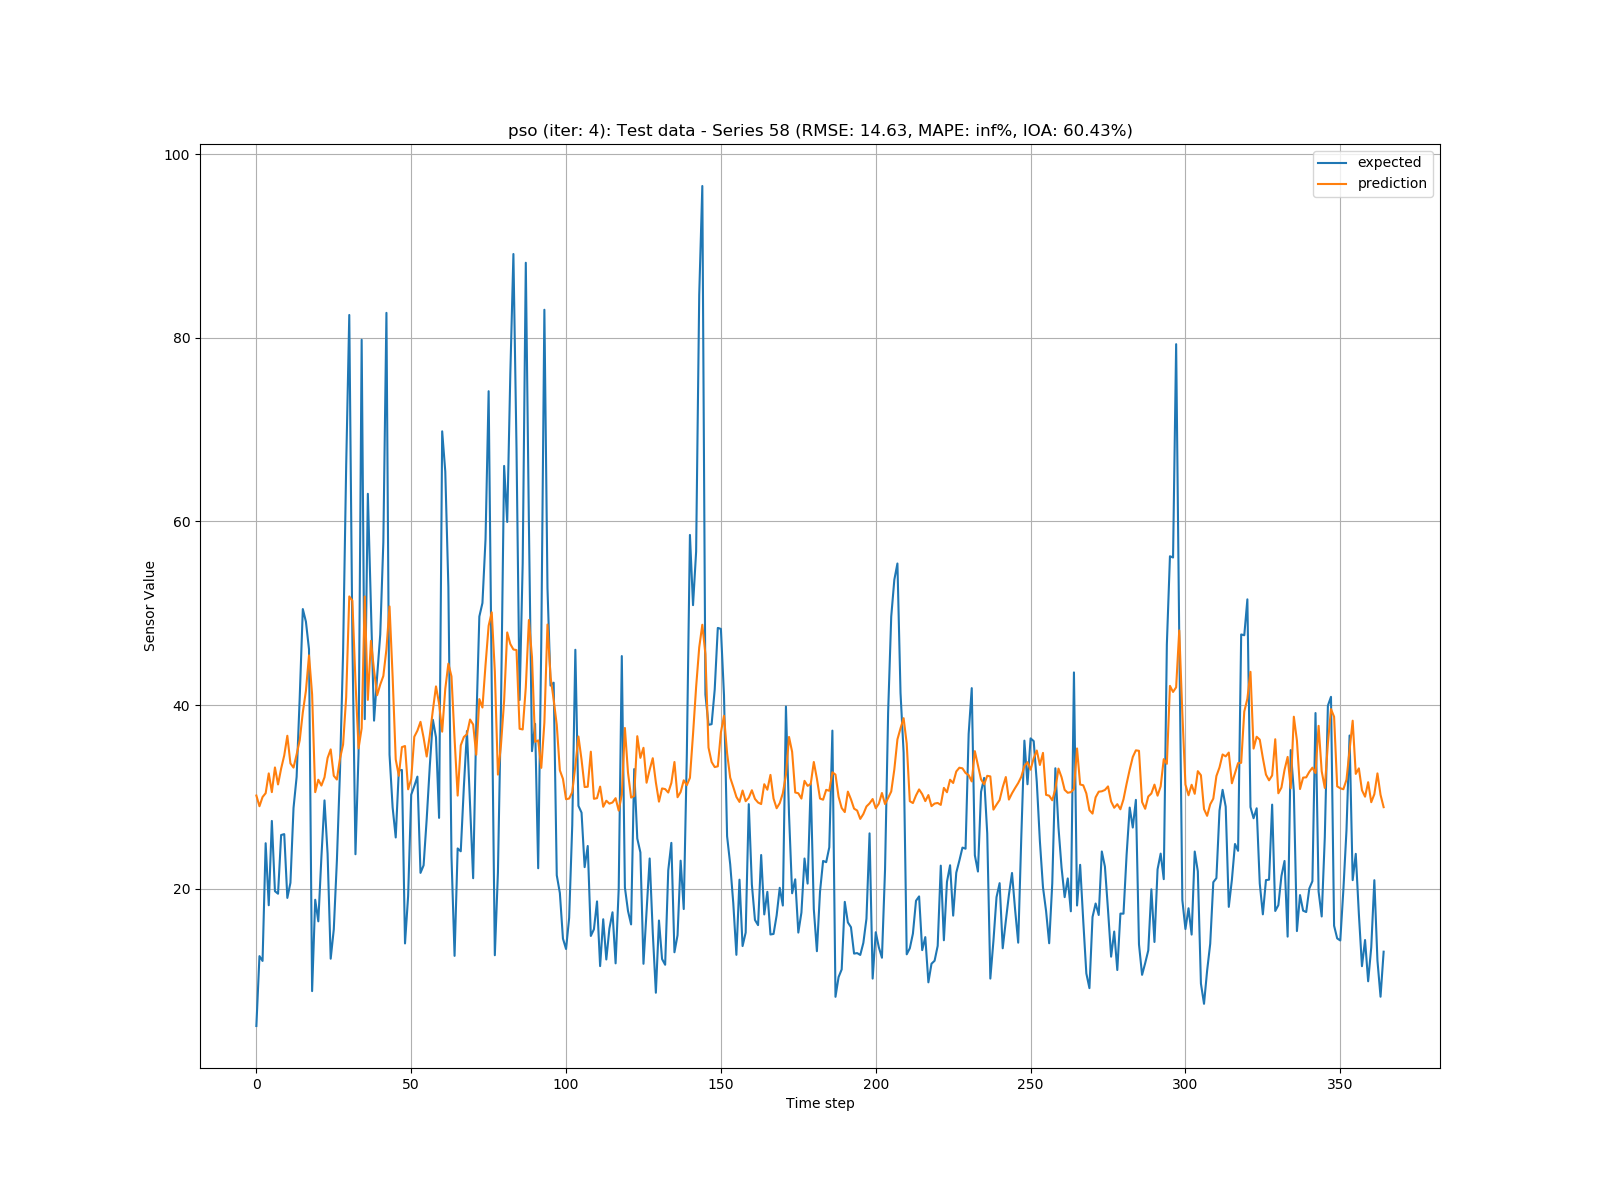 pso (iter: 4): Test data - Series 58 (RMSE: 14.63, MAPE: inf%, IOA: 60.43%)
expected
prediction
100
80
60
40
20
Sensor Value
0 50 100 150 200 250 300 350
Time step